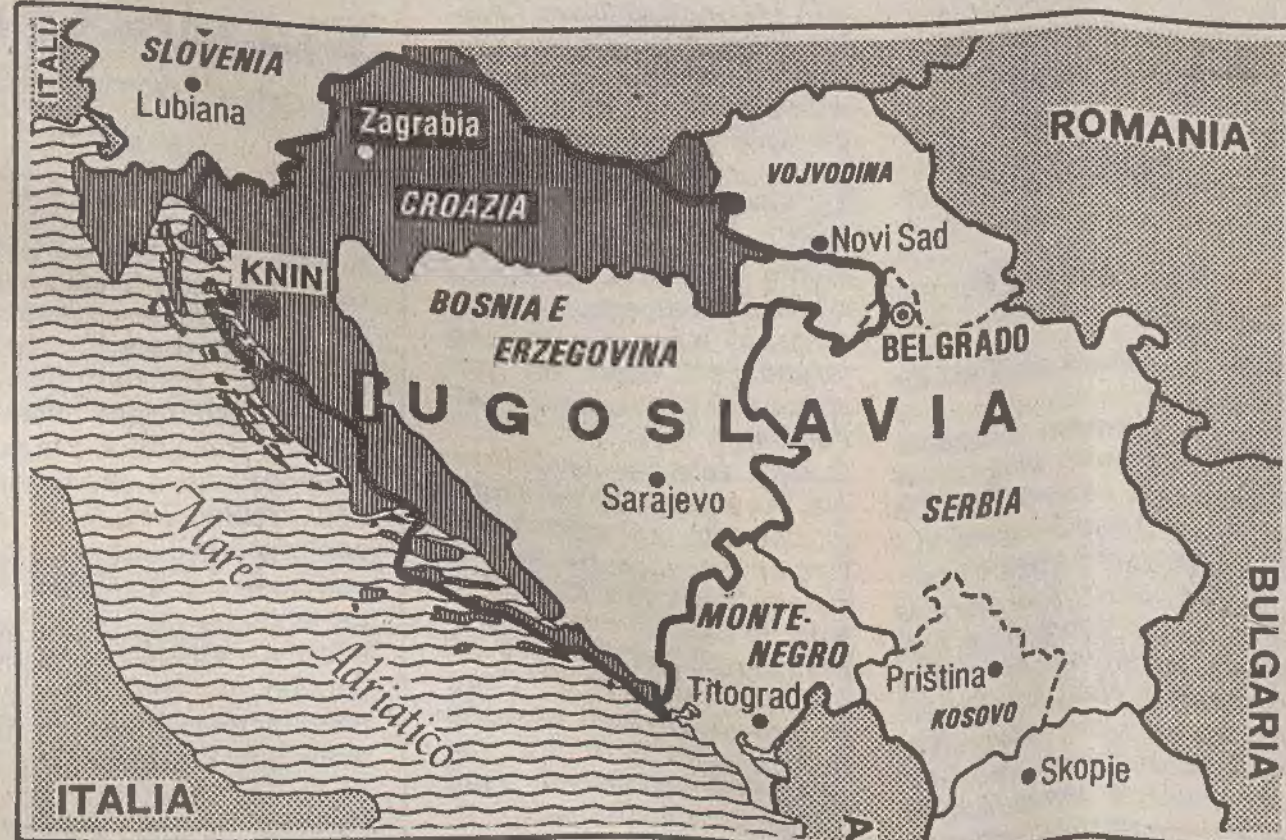 ITALIA
SLOVENIA
Lubiana
Zagrabia
CROAZIA
KNIN
BOSNIA E
ERZEGOVINA
VOJVODINA
Novi Sad
BELGRADO
ROMANIA
IUGOSLAVIA
Sarajevo
SERBIA
MONTE-
NEGRO
Titograd
Priština
KOSOVO
Skopje
BULGARIA
Mare
Adriatico
ITALIA
A